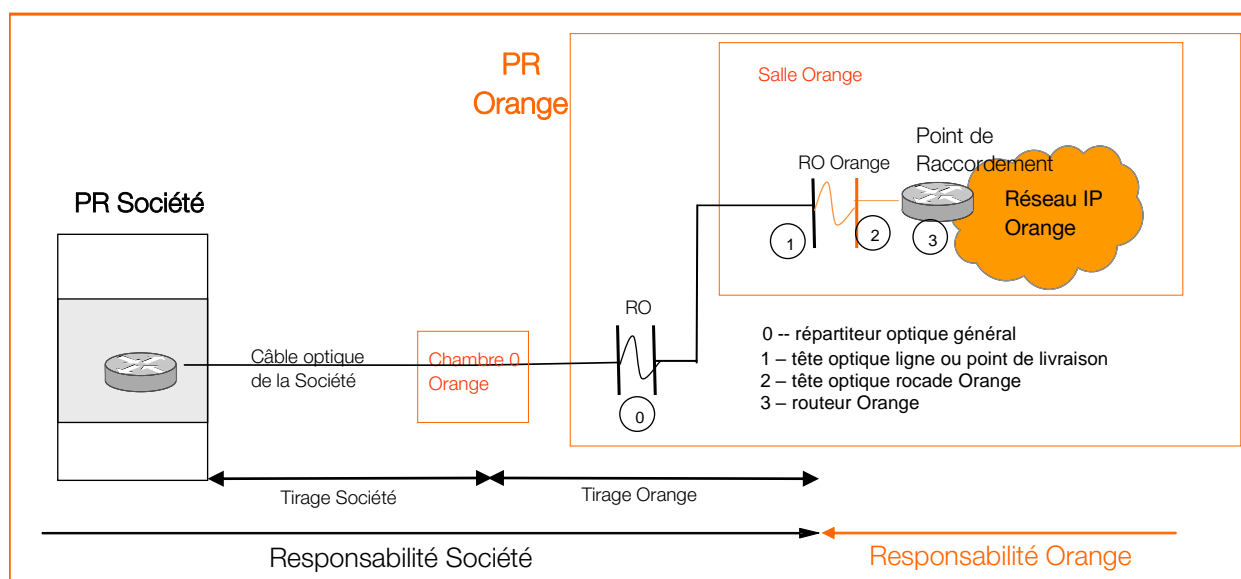 PR
Orange
Salle Orange
Point de
Raccordement
RO Orange
Réseau IP
Orange
1
2
3
PR Société
RO
Câble optique
de la Société
Chambre 0
Orange
0
0 -- répartiteur optique général
1 – tête optique ligne ou point de livraison
2 – tête optique rocade Orange
3 – routeur Orange
Tirage Société
Tirage Orange
Responsabilité Société
Responsabilité Orange